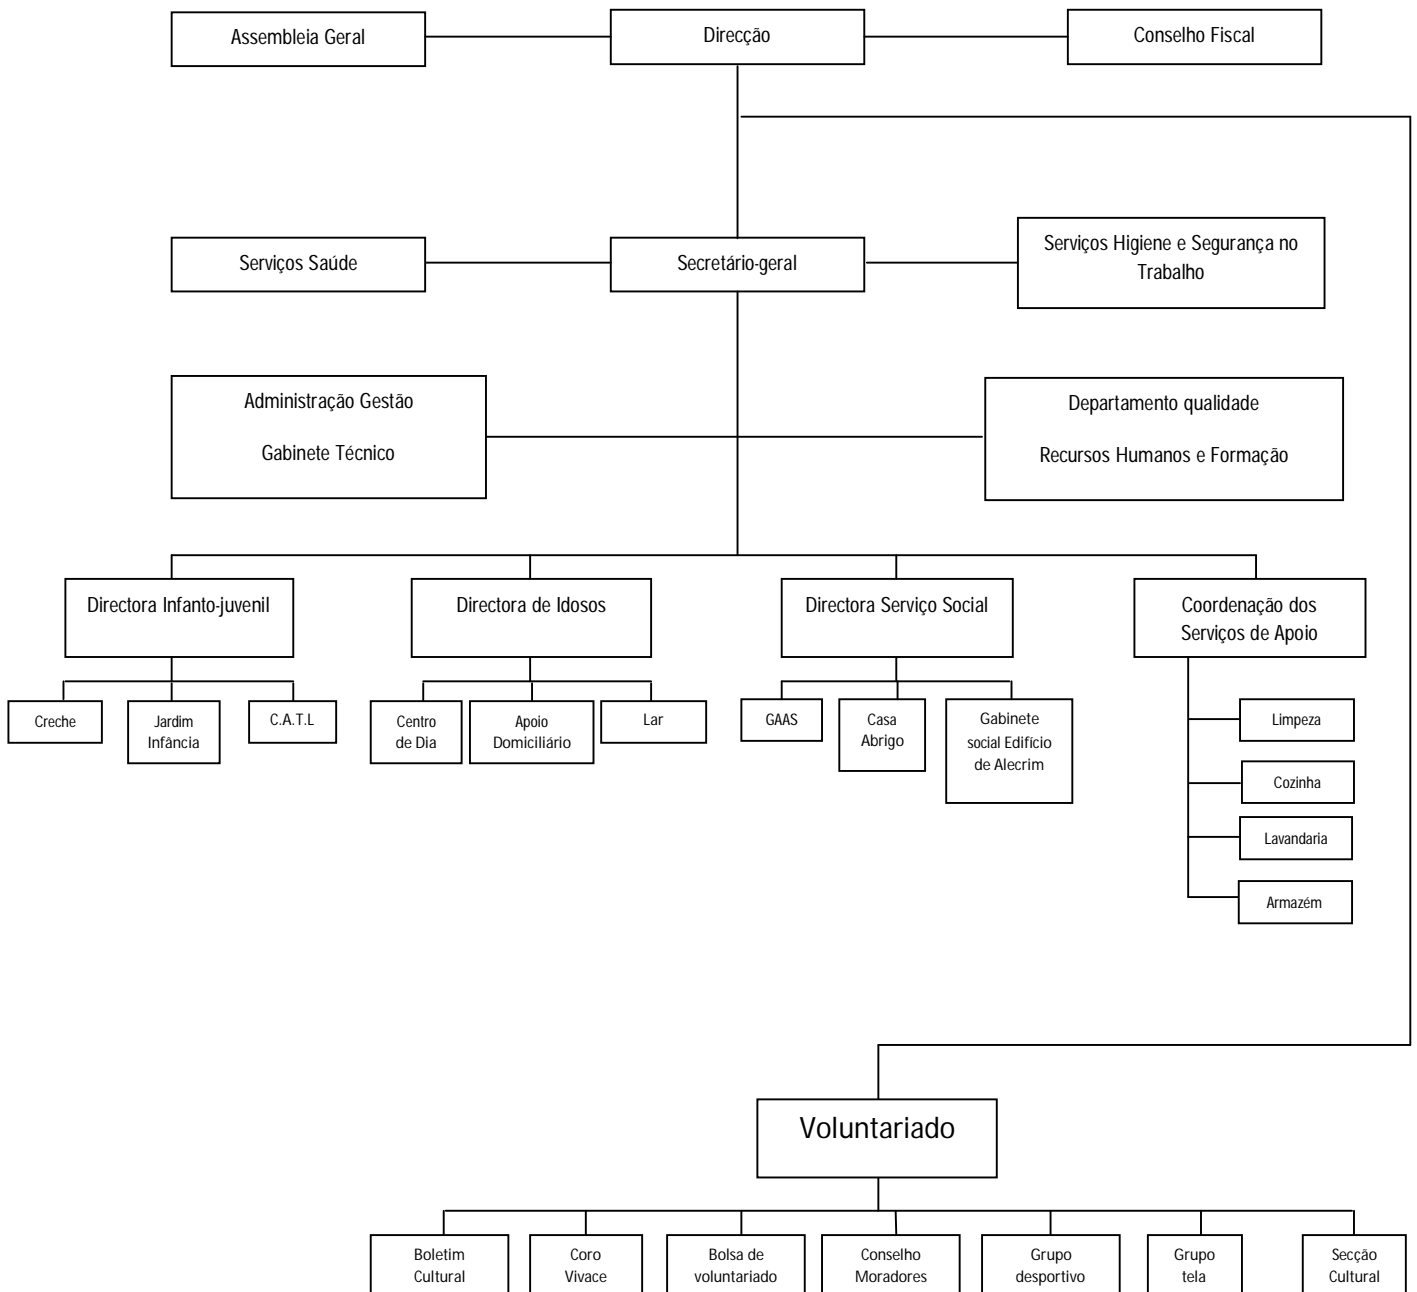 Assembleia Geral
Direcção
Conselho Fiscal
Serviços Saúde
Secretário-geral
Serviços Higiene e Segurança no
Trabalho
Administração Gestão
Gabinete Técnico
Departamento qualidade
Recursos Humanos e Formação
Directora Infanto-juvenil
Directora de Idosos
Directora Serviço Social
Coordenação dos
Serviços de Apoio
Creche
Jardim
Infância
C.A.T.L
Centro
de Dia
Apoio
Domiciliário
Lar
GAAS
Casa
Abrigo
Gabinete
social Edifício
de Alecrim
Limpeza
Cozinha
Lavandaria
Armazém
Voluntariado
Boletim
Cultural
Coro
Vivace
Bolsa de
voluntariado
Conselho
Moradores
Grupo
desportivo
Grupo
tela
Secção
Cultural